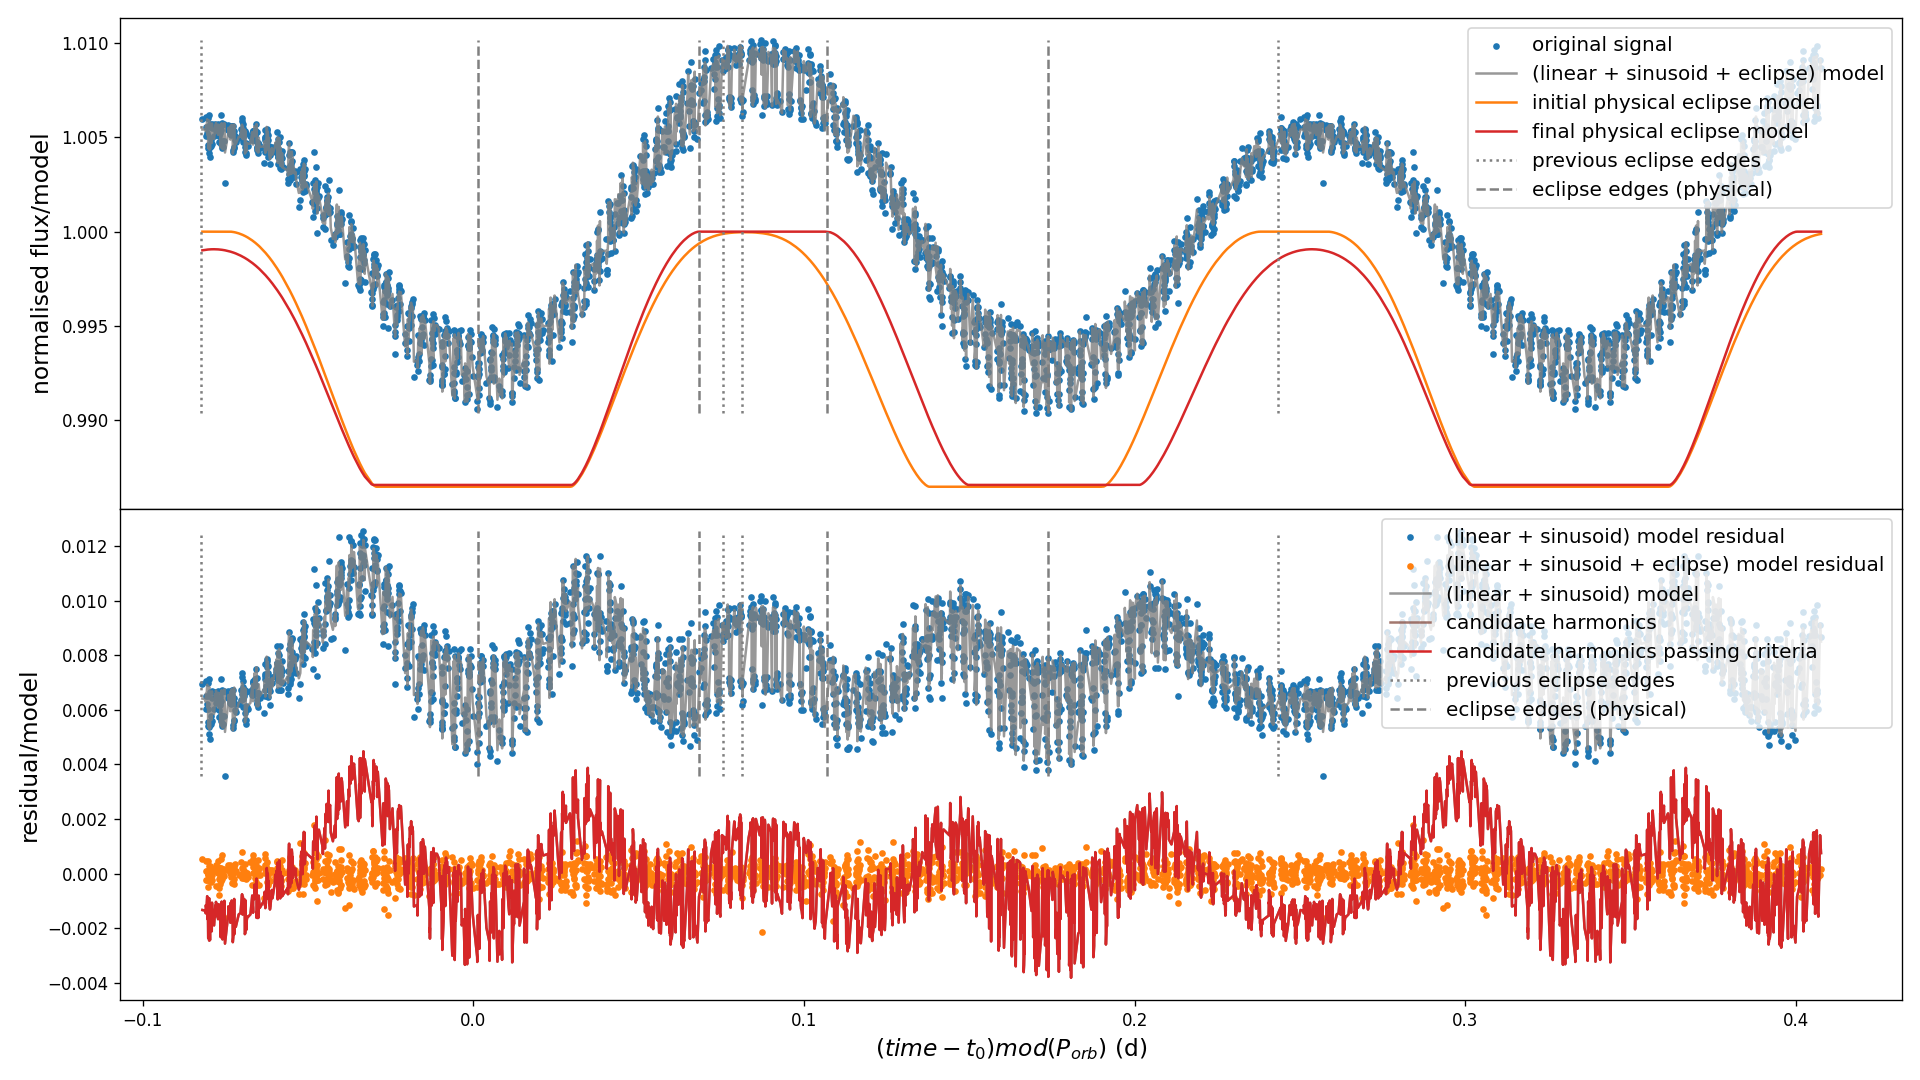 normalised flux/model
1.010
1.005
1.000
0.995
0.990
original signal
(linear + sinusoid + eclipse) model
initial physical eclipse model
final physical eclipse model
previous eclipse edges
eclipse edges (physical)
residual/model
0.012
0.010
0.008
0.006
0.004
0.002
0.000
−0.002
−0.004
(linear + sinusoid) model residual
(linear + sinusoid + eclipse) model residual
(linear + sinusoid) model
candidate harmonics
candidate harmonics passing criteria
previous eclipse edges
eclipse edges (physical)
−0.1 0.0 0.1 0.2 0.3 0.4
(time − t₀)mod(P_orb) (d)